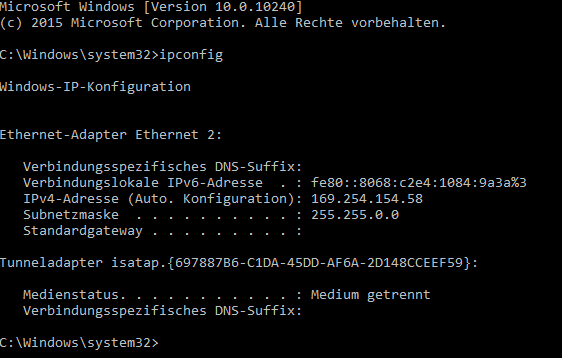 Microsoft Windows [Version 10.0.10240]
(c) 2015 Microsoft Corporation. Alle Rechte vorbehalten.
C:\Windows\system32>ipconfig
Windows-IP-Konfiguration
Ethernet-Adapter Ethernet 2:
Verbindungsspezifisches DNS-Suffix:
Verbindungslokale IPv6-Adresse  . : fe80::8068:c2e4:1084:9a3a%3
IPv4-Adresse (Auto. Konfiguration): 169.254.154.58
Subnetzmaske  . . . . . . . . . . : 255.255.0.0
Standardgateway . . . . . . . . . :
Tunneladapter isatap.{697887B6-C1DA-45DD-AF6A-2D148CCEEF59}:
Medienstatus. . . . . . . . . . . : Medium getrennt
Verbindungsspezifisches DNS-Suffix:
C:\Windows\system32>